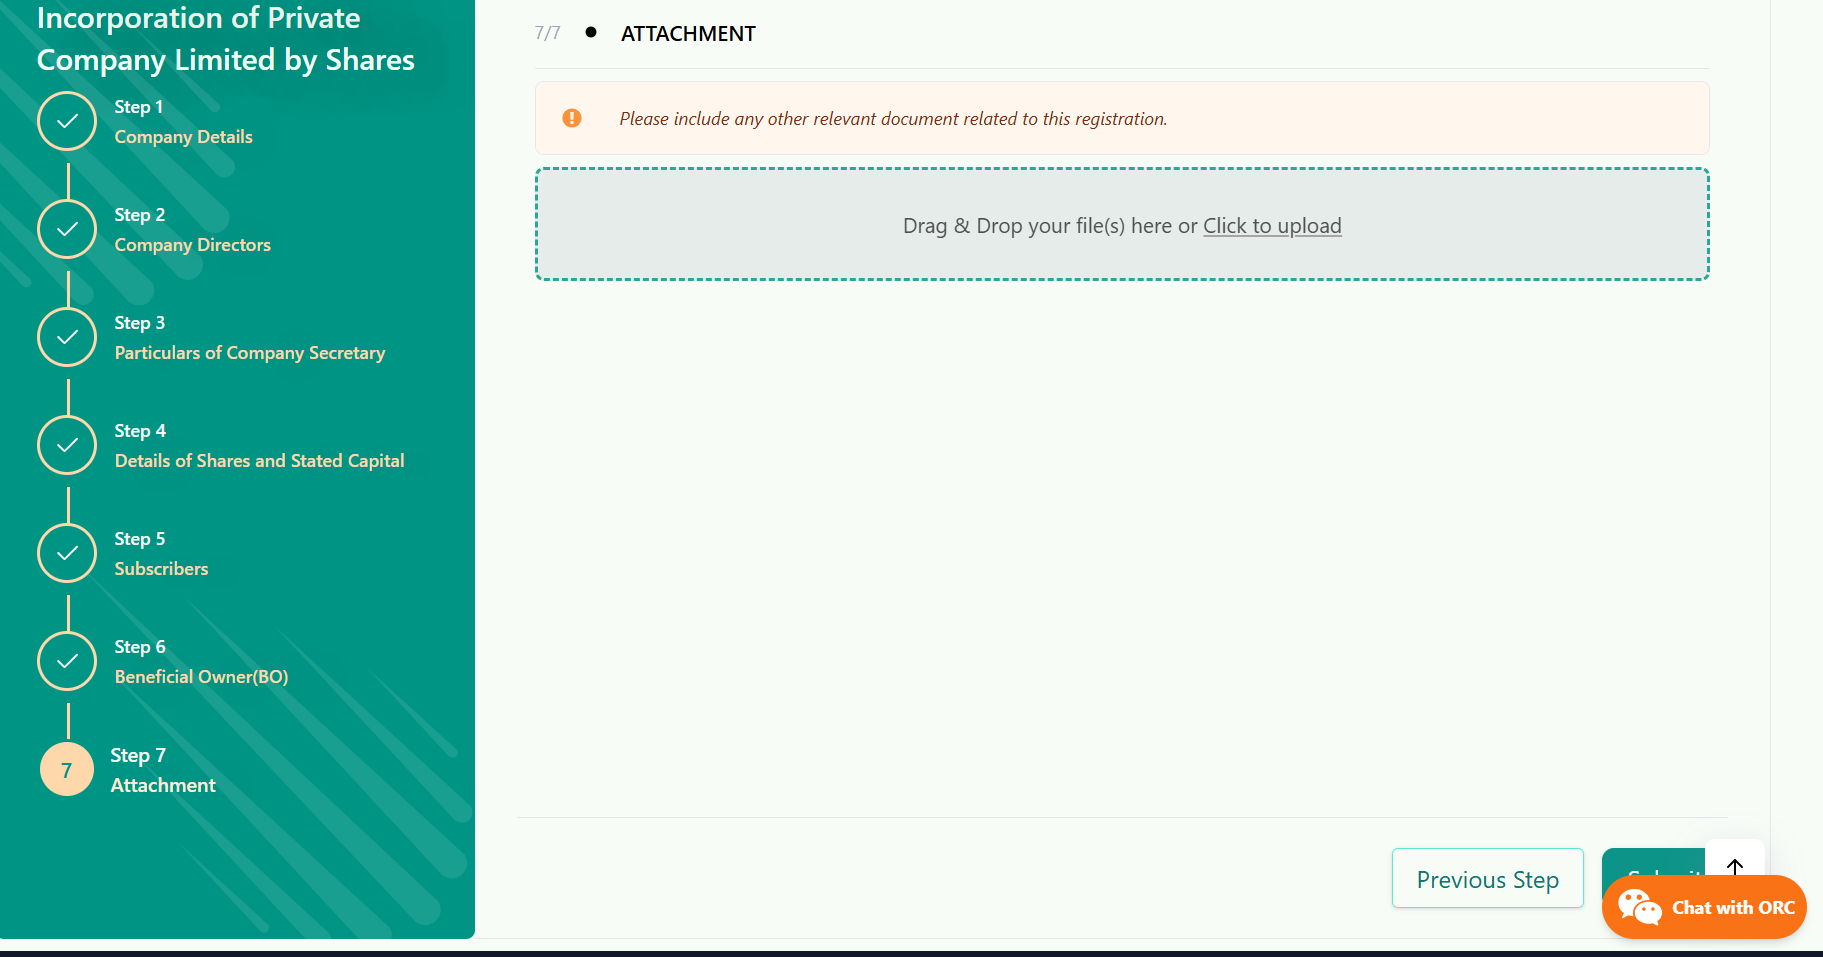 Incorporation of Private
Company Limited by Shares
Step 1
Company Details
Step 2
Company Directors
Step 3
Particulars of Company Secretary
Step 4
Details of Shares and Stated Capital
Step 5
Subscribers
Step 6
Beneficial Owner(BO)
7
Step 7
Attachment
7/7 ● ATTACHMENT
Please include any other relevant document related to this registration.
Drag & Drop your file(s) here or Click to upload
Previous Step
Submit
Chat with ORC